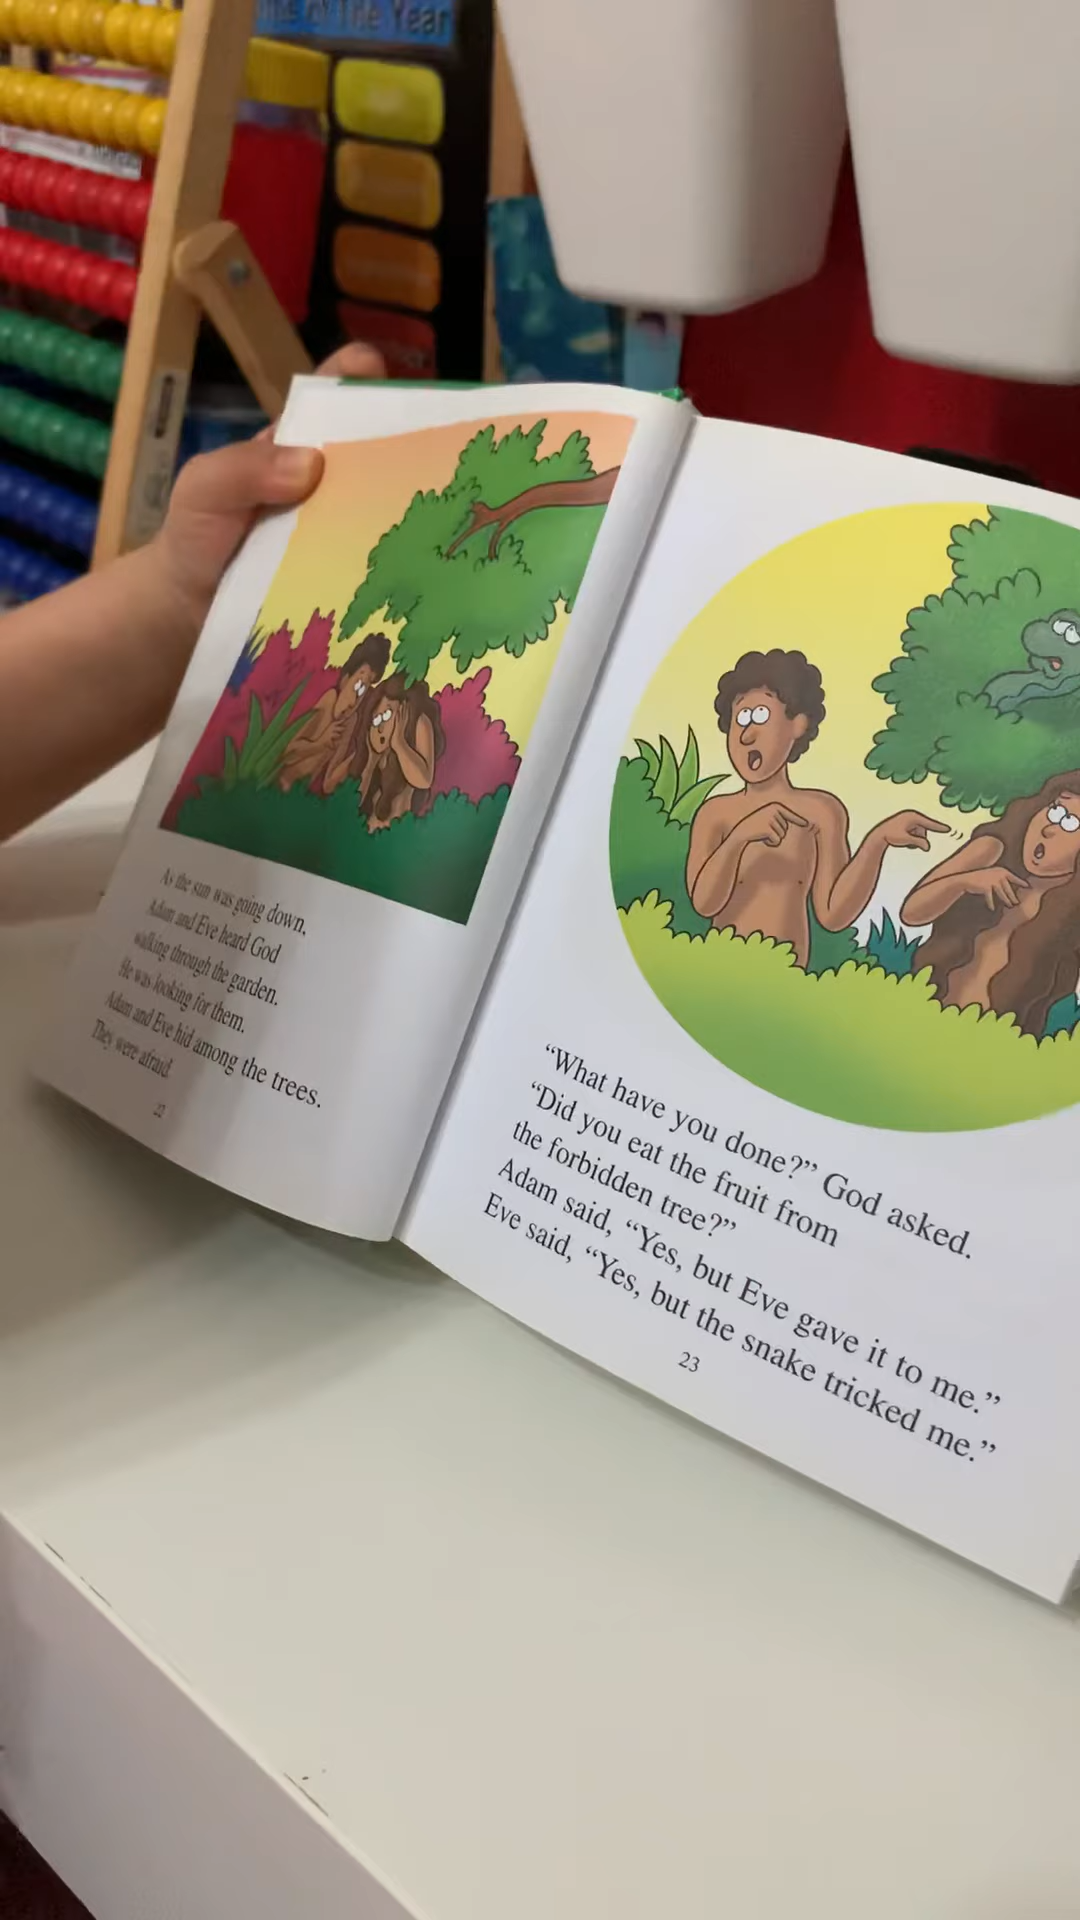 of the Year
As the sun was going down,
Adam and Eve heard God
walking through the garden.
He was looking for them.
Adam and Eve hid among the trees.
They were afraid.
22
“What have you done?” God asked.
“Did you eat the fruit from
the forbidden tree?”
Adam said, “Yes, but Eve gave it to me.”
Eve said, “Yes, but the snake tricked me.”
23